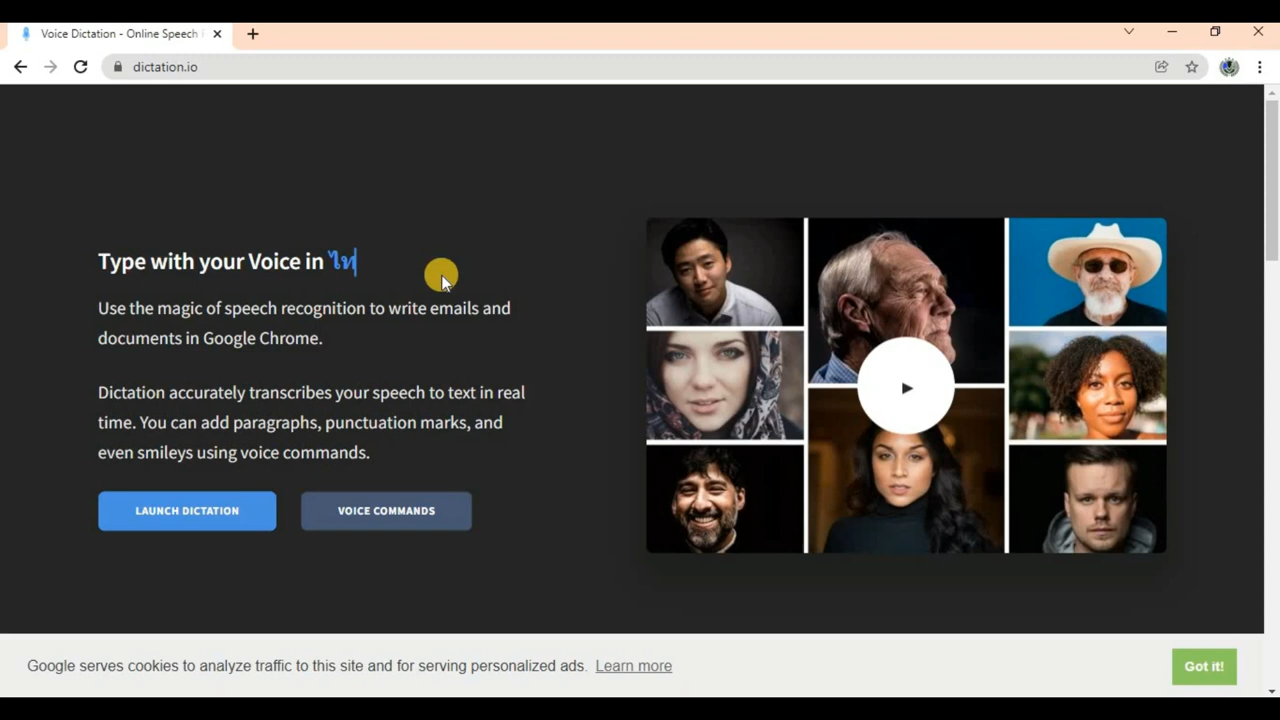 Voice Dictation - Online Speech
dictation.io
Type with your Voice in ไท
Use the magic of speech recognition to write emails and
documents in Google Chrome.
Dictation accurately transcribes your speech to text in real
time. You can add paragraphs, punctuation marks, and
even smileys using voice commands.
LAUNCH DICTATION
VOICE COMMANDS
Google serves cookies to analyze traffic to this site and for serving personalized ads. Learn more
Got it!